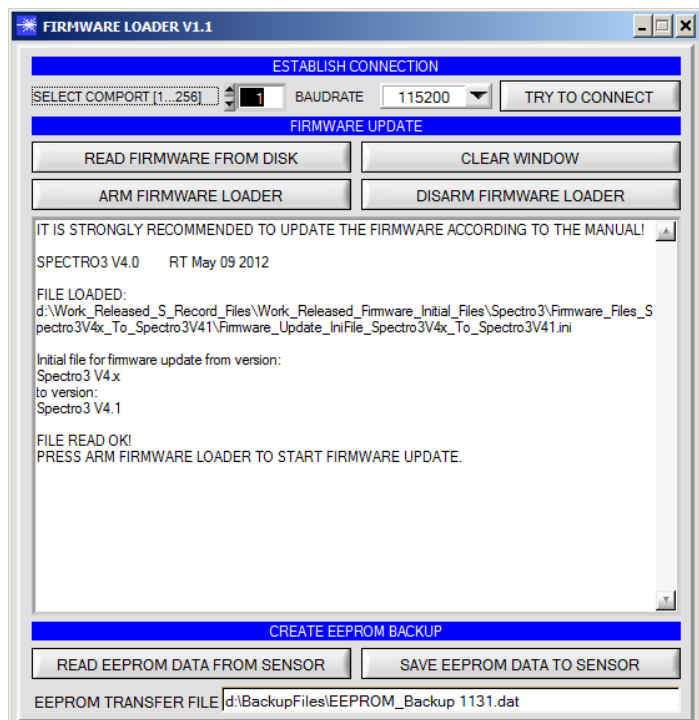 FIRMWARE LOADER V1.1
ESTABLISH CONNECTION
SELECT COMPORT [1...256] 1 BAUDRATE 115200 TRY TO CONNECT
FIRMWARE UPDATE
READ FIRMWARE FROM DISK CLEAR WINDOW
ARM FIRMWARE LOADER DISARM FIRMWARE LOADER
IT IS STRONGLY RECOMMENDED TO UPDATE THE FIRMWARE ACCORDING TO THE MANUAL!
SPECTRO3 V4.0 RT May 09 2012
FILE LOADED:
d:\Work_Released_S_Record_Files\Work_Released_Firmware_Initial_Files\Spectro3\Firmware_Files_S
pectro3V4x_To_Spectro3V41\Firmware_Update_IniFile_Spectro3V4x_To_Spectro3V41.ini
Initial file for firmware update from version:
Spectro3 V4.x
to version:
Spectro3 V4.1
FILE READ OK!
PRESS ARM FIRMWARE LOADER TO START FIRMWARE UPDATE.
CREATE EEPROM BACKUP
READ EEPROM DATA FROM SENSOR SAVE EEPROM DATA TO SENSOR
EEPROM TRANSFER FILE d:\BackupFiles\EEPROM_Backup 1131.dat